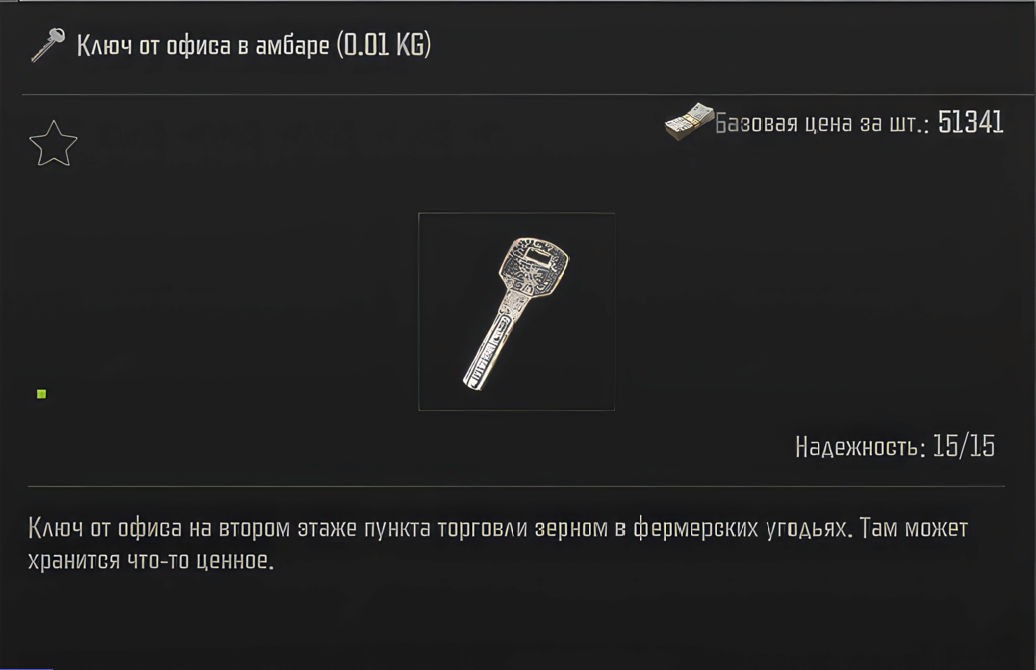 Ключ от офиса в амбаре (0.01 KG)
Базовая цена за шт.: 51341
Надежность: 15/15
Ключ от офиса на втором этаже пункта торговли зерном в фермерских угодьях. Там может
хранится что-то ценное.